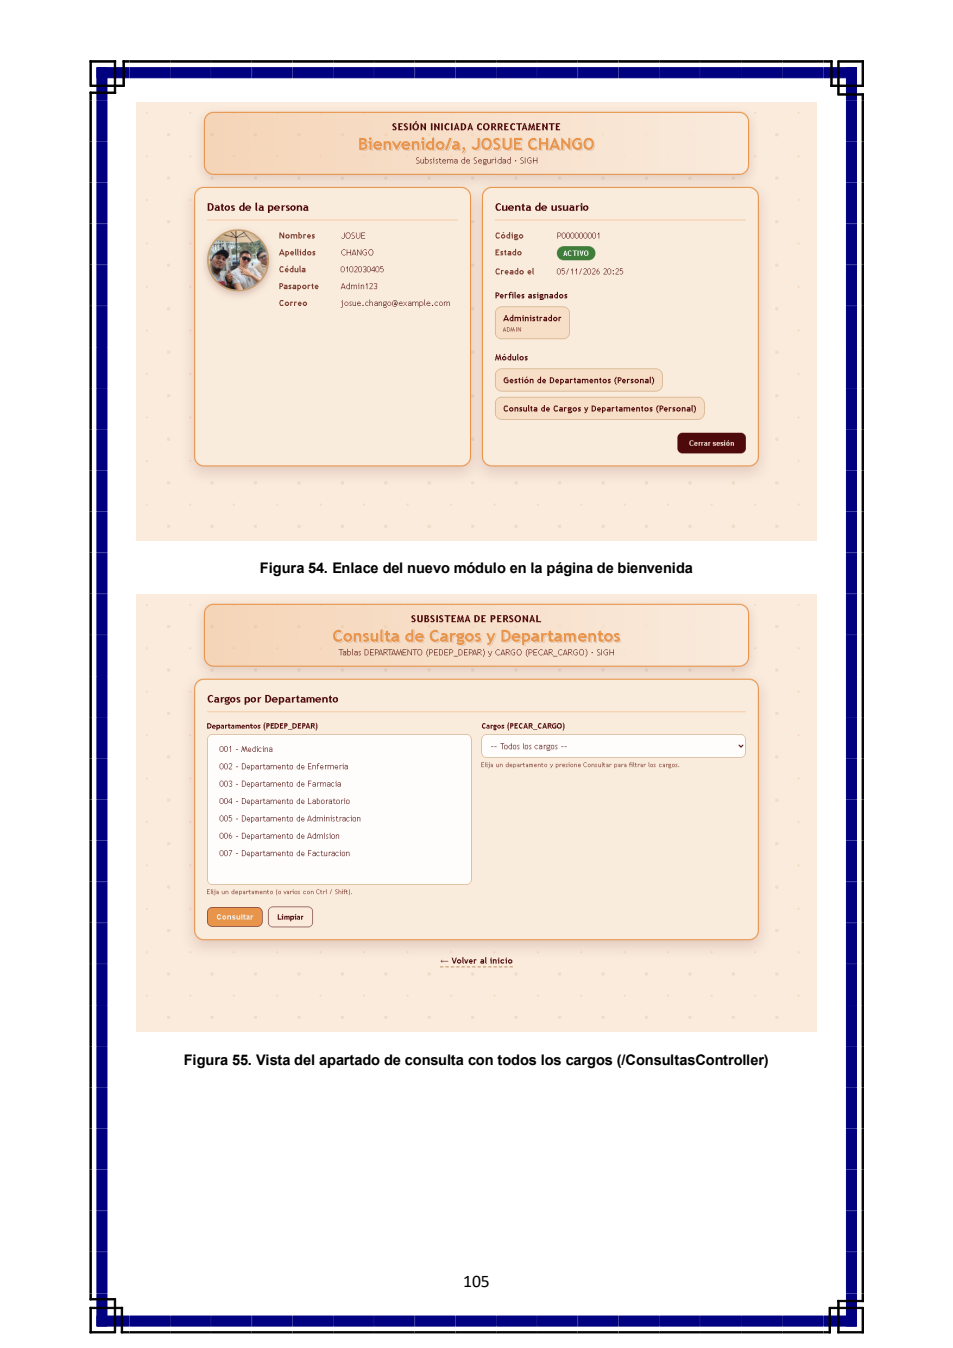 SESIÓN INICIADA CORRECTAMENTE
Bienvenido/a, JOSUE CHANGO
Subsistema de Seguridad · SIGH
Datos de la persona
Nombres JOSUE
Apellidos CHANGO
Cédula 0102030405
Pasaporte Admin123
Correo josue.chango@example.com
Cuenta de usuario
Código P000000001
Estado ACTIVO
Creado el 05/11/2026 20:25
Perfiles asignados
Administrador
ADMIN
Módulos
Gestión de Departamentos (Personal)
Consulta de Cargos y Departamentos (Personal)
Cerrar sesión
Figura 54. Enlace del nuevo módulo en la página de bienvenida
SUBSISTEMA DE PERSONAL
Consulta de Cargos y Departamentos
Tablas DEPARTAMENTO (PEDEP_DEPAR) y CARGO (PECAR_CARGO) · SIGH
Cargos por Departamento
Departamentos (PEDEP_DEPAR)
001 - Medicina
002 - Departamento de Enfermeria
003 - Departamento de Farmacia
004 - Departamento de Laboratorio
005 - Departamento de Administracion
006 - Departamento de Admision
007 - Departamento de Facturacion
Elija un departamento (o varios con Ctrl / Shift).
Cargos (PECAR_CARGO)
-- Todos los cargos --
Elija un departamento y presione Consultar para filtrar los cargos.
Consultar Limpiar
← Volver al inicio
Figura 55. Vista del apartado de consulta con todos los cargos (/ConsultasController)
105